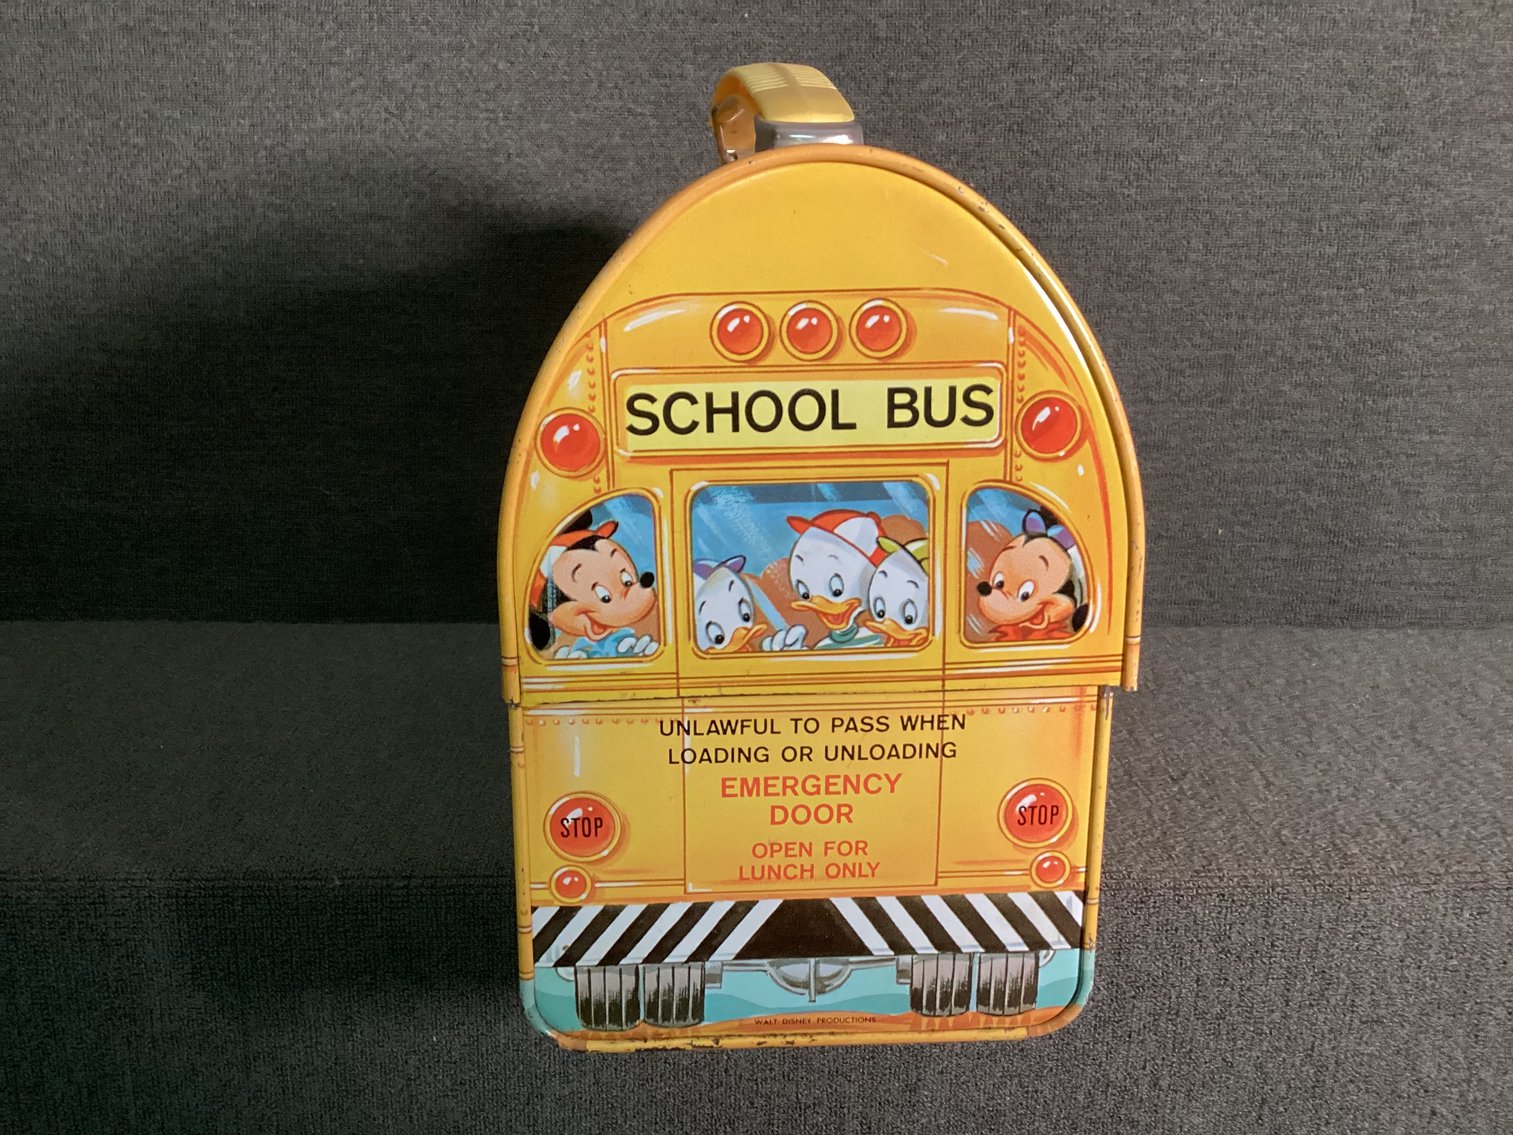 SCHOOL BUS
UNLAWFUL TO PASS WHEN
LOADING OR UNLOADING
EMERGENCY
DOOR
STOP
STOP
OPEN FOR
LUNCH ONLY
WALT DISNEY PRODUCTIONS